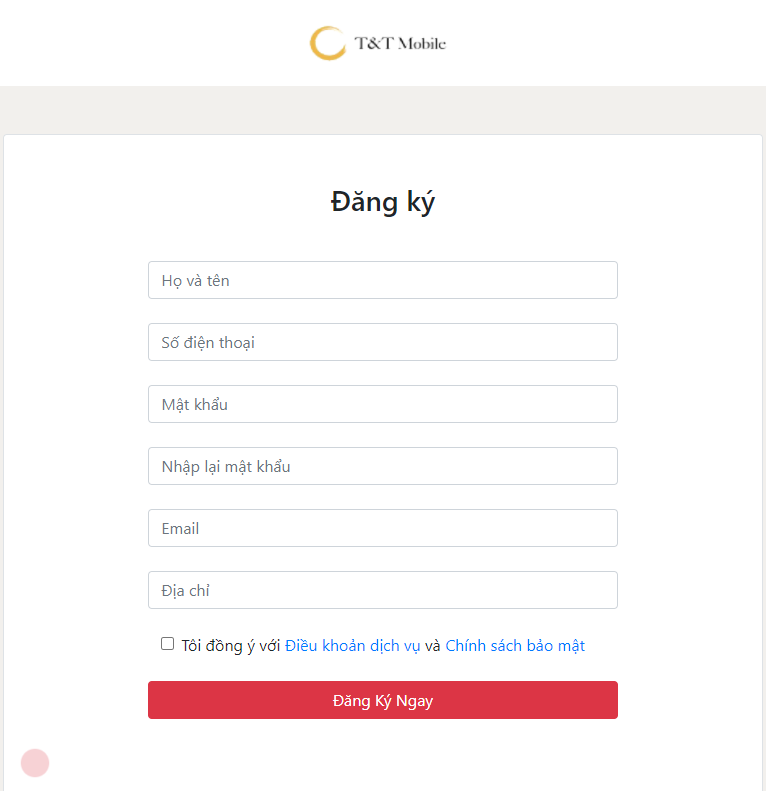 T&T Mobile
Đăng ký
Họ và tên
Số điện thoại
Mật khẩu
Nhập lại mật khẩu
Email
Địa chỉ
Tôi đồng ý với Điều khoản dịch vụ và Chính sách bảo mật
Đăng Ký Ngay